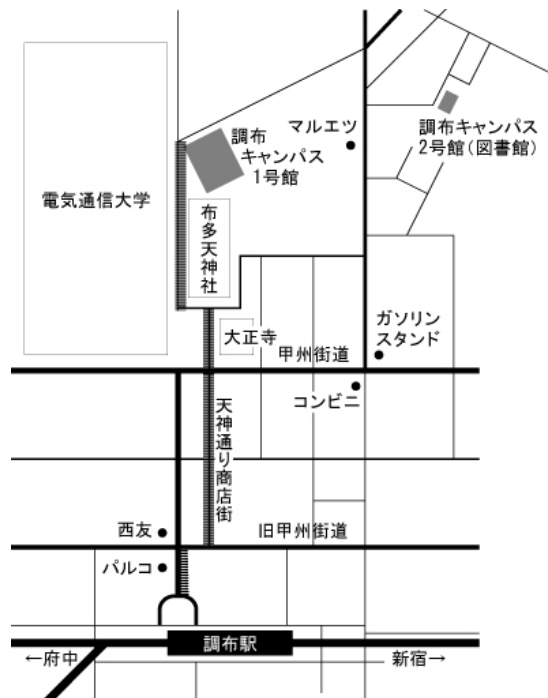 マルエツ
調布
キャンパス
1号館
調布キャンパス
2号館(図書館)
電気通信大学
布多天神社
大正寺
ガソリン
スタンド
甲州街道
コンビニ
天神通り商店街
西友
旧甲州街道
パルコ
調布駅
←府中
新宿→